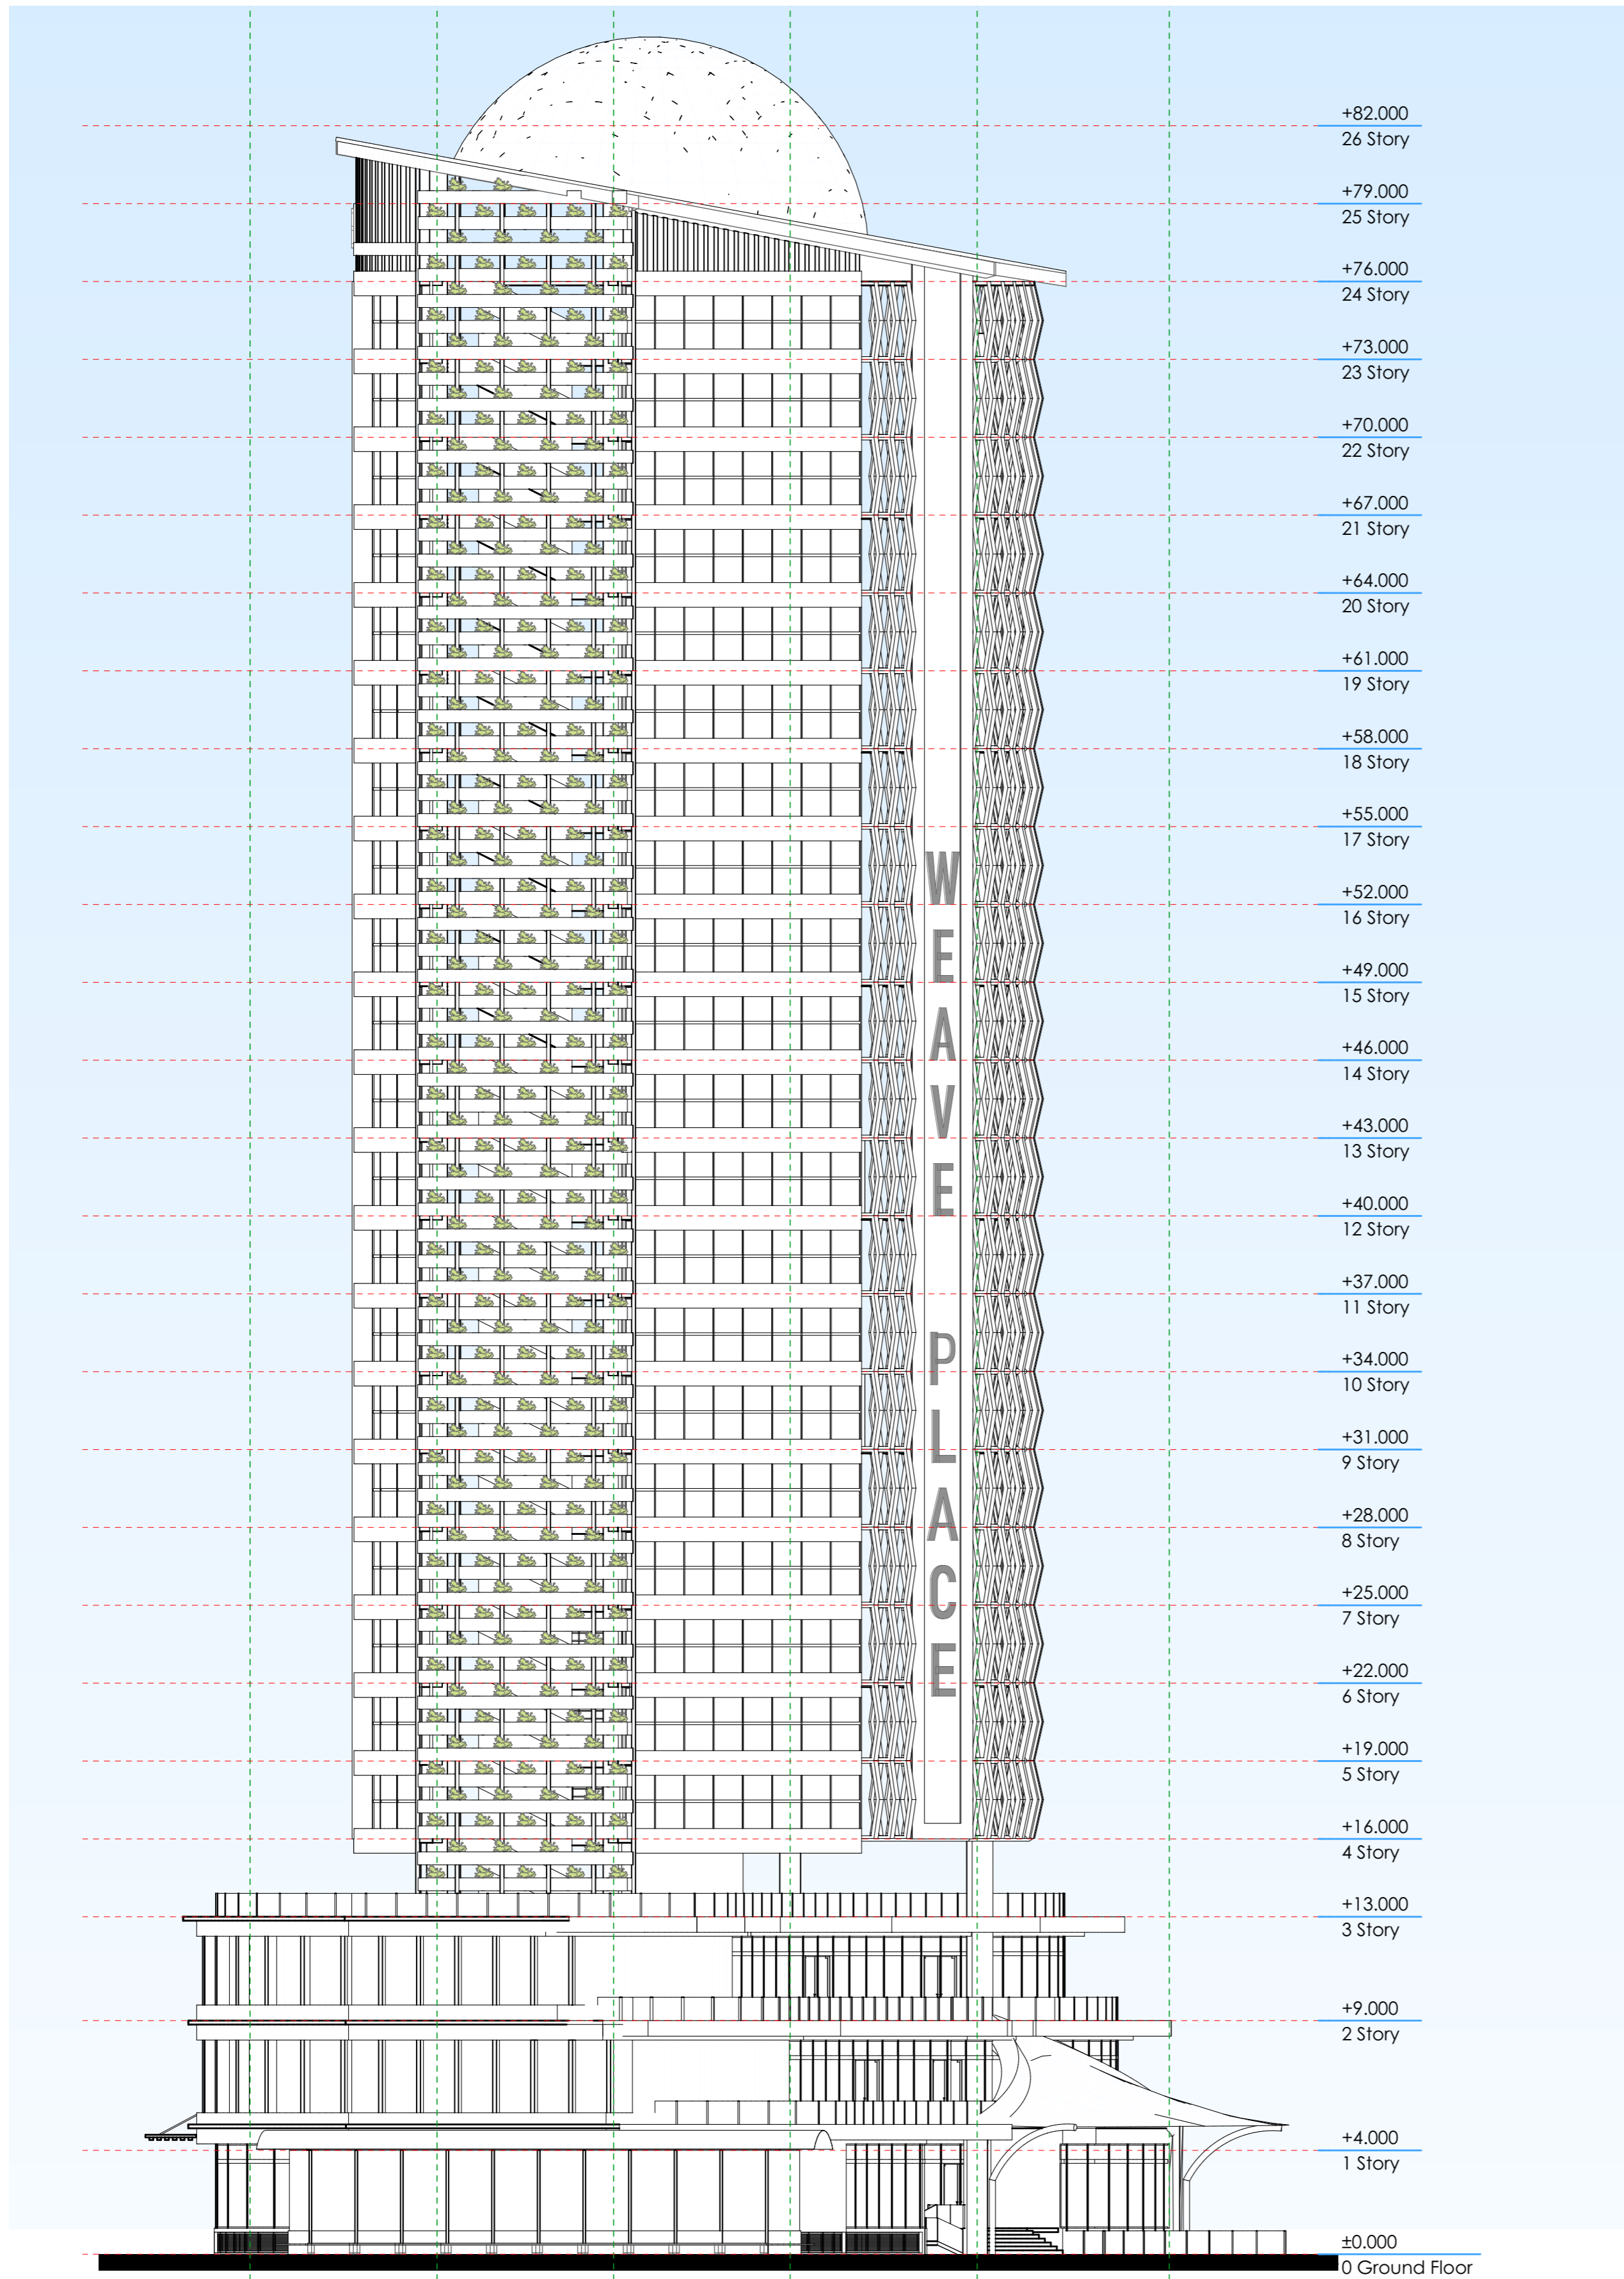 +82.000
26 Story
+79.000
25 Story
+76.000
24 Story
+73.000
23 Story
+70.000
22 Story
+67.000
21 Story
+64.000
20 Story
+61.000
19 Story
+58.000
18 Story
+55.000
17 Story
+52.000
16 Story
+49.000
15 Story
+46.000
14 Story
+43.000
13 Story
+40.000
12 Story
+37.000
11 Story
+34.000
10 Story
+31.000
9 Story
+28.000
8 Story
+25.000
7 Story
+22.000
6 Story
+19.000
5 Story
+16.000
4 Story
+13.000
3 Story
+9.000
2 Story
+4.000
1 Story
±0.000
0 Ground Floor
WEAVE PLACE